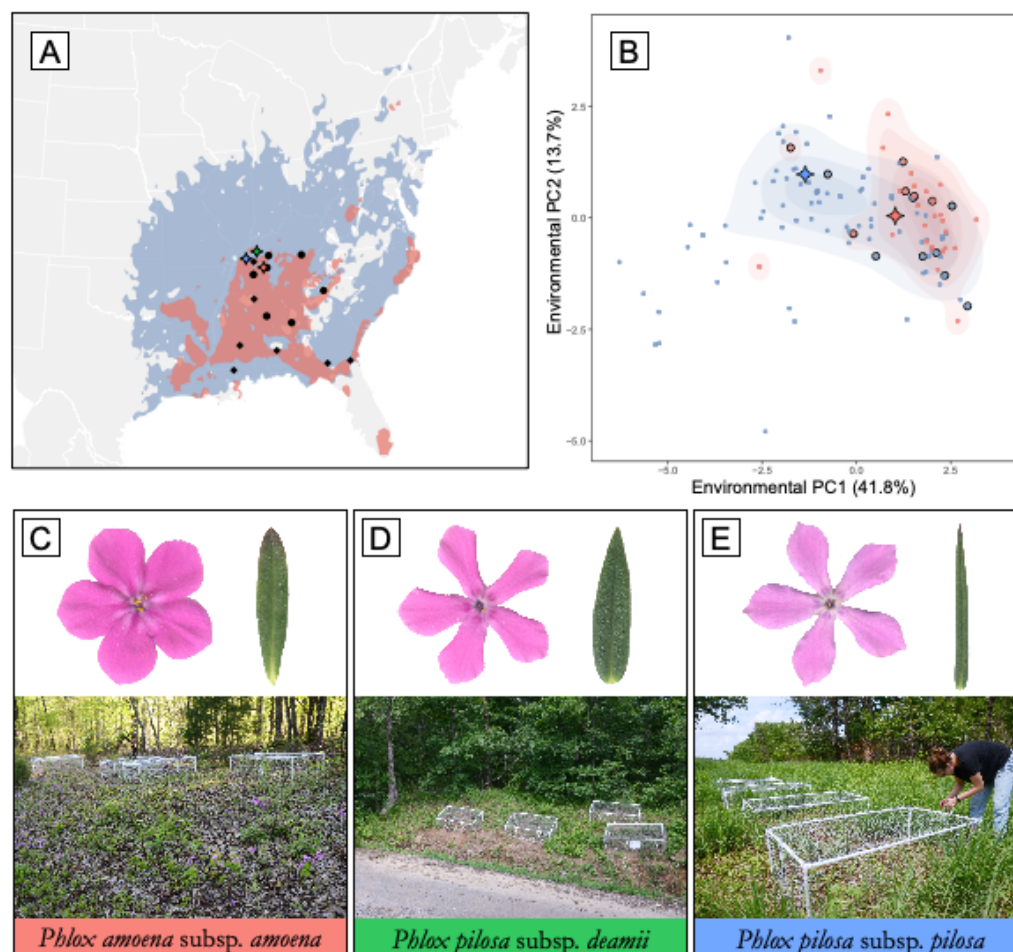 A
B
2.5
0.0
−2.5
−5.0
Environmental PC2 (13.7%)
−5.0
−2.5
0.0
2.5
Environmental PC1 (41.8%)
C
D
E
Phlox amoena subsp. amoena
Phlox pilosa subsp. deamii
Phlox pilosa subsp. pilosa